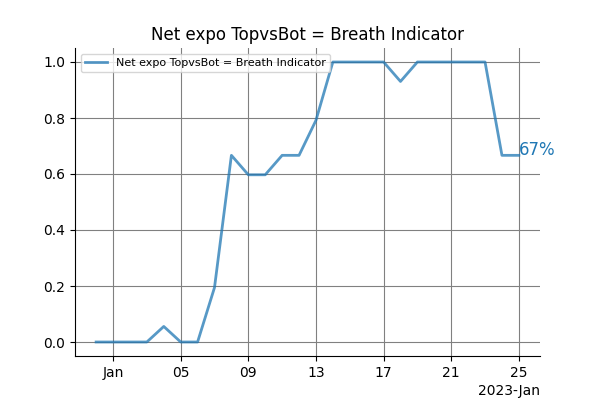 Net expo TopvsBot = Breath Indicator
Net expo TopvsBot = Breath Indicator
1.0
0.8
0.6
0.4
0.2
0.0
67%
Jan 05 09 13 17 21 25
2023-Jan